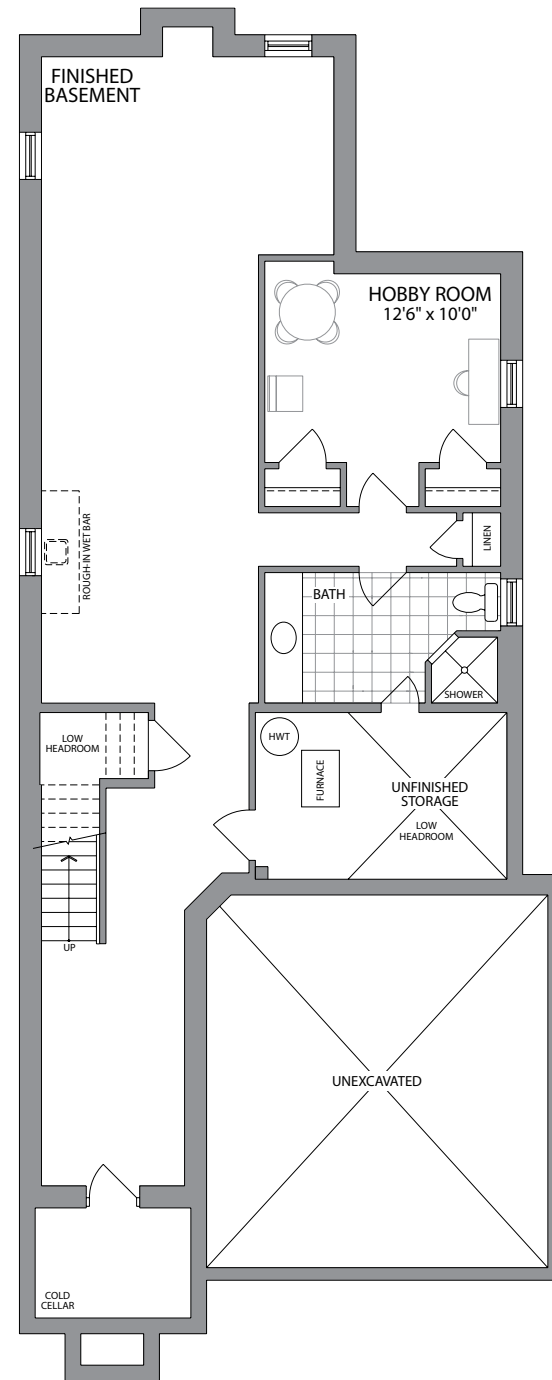 FINISHED
BASEMENT
HOBBY ROOM
12'6" x 10'0"
ROUGH-IN WET BAR
LINEN
BATH
SHOWER
LOW
HEADROOM
HWT
FURNACE
UNFINISHED
STORAGE
LOW
HEADROOM
UP
UNEXCAVATED
COLD
CELLAR